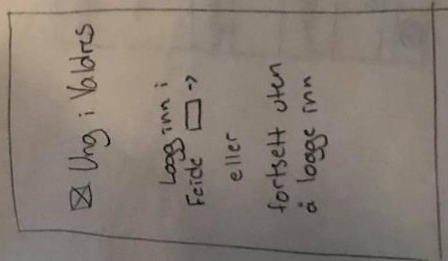 Ung i Valdres
Logg inn i
Feide →
eller
fortsett uten
å logge inn